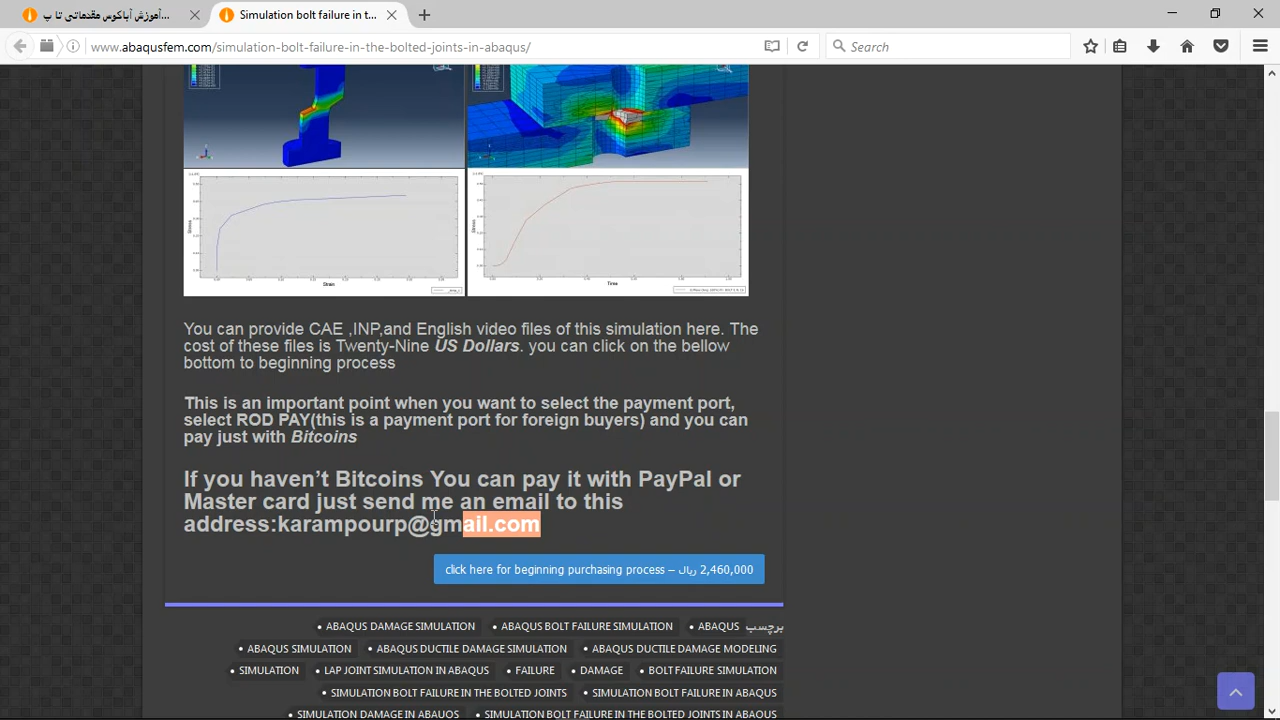 آموزش آباکوس مقدماتی تا پ...
Simulation bolt failure in t...
www.abaqusfem.com/simulation-bolt-failure-in-the-bolted-joints-in-abaqus/
Search
Strain
Time
You can provide CAE ,INP,and English video files of this simulation here. The
cost of these files is Twenty-Nine US Dollars. you can click on the bellow
bottom to beginning process
This is an important point when you want to select the payment port,
select ROD PAY(this is a payment port for foreign buyers) and you can
pay just with Bitcoins
If you haven’t Bitcoins You can pay it with PayPal or
Master card just send me an email to this
address:karampourp@gmail.com
click here for beginning purchasing process – ریال 2,460,000
ABAQUS DAMAGE SIMULATION ABAQUS BOLT FAILURE SIMULATION ABAQUS برچسب
ABAQUS SIMULATION ABAQUS DUCTILE DAMAGE SIMULATION ABAQUS DUCTILE DAMAGE MODELING
SIMULATION LAP JOINT SIMULATION IN ABAQUS FAILURE DAMAGE BOLT FAILURE SIMULATION
SIMULATION BOLT FAILURE IN THE BOLTED JOINTS SIMULATION BOLT FAILURE IN ABAQUS
SIMULATION DAMAGE IN ABAUOS SIMULATION BOLT FAILURE IN THE BOLTED JOINTS IN ABAQUS